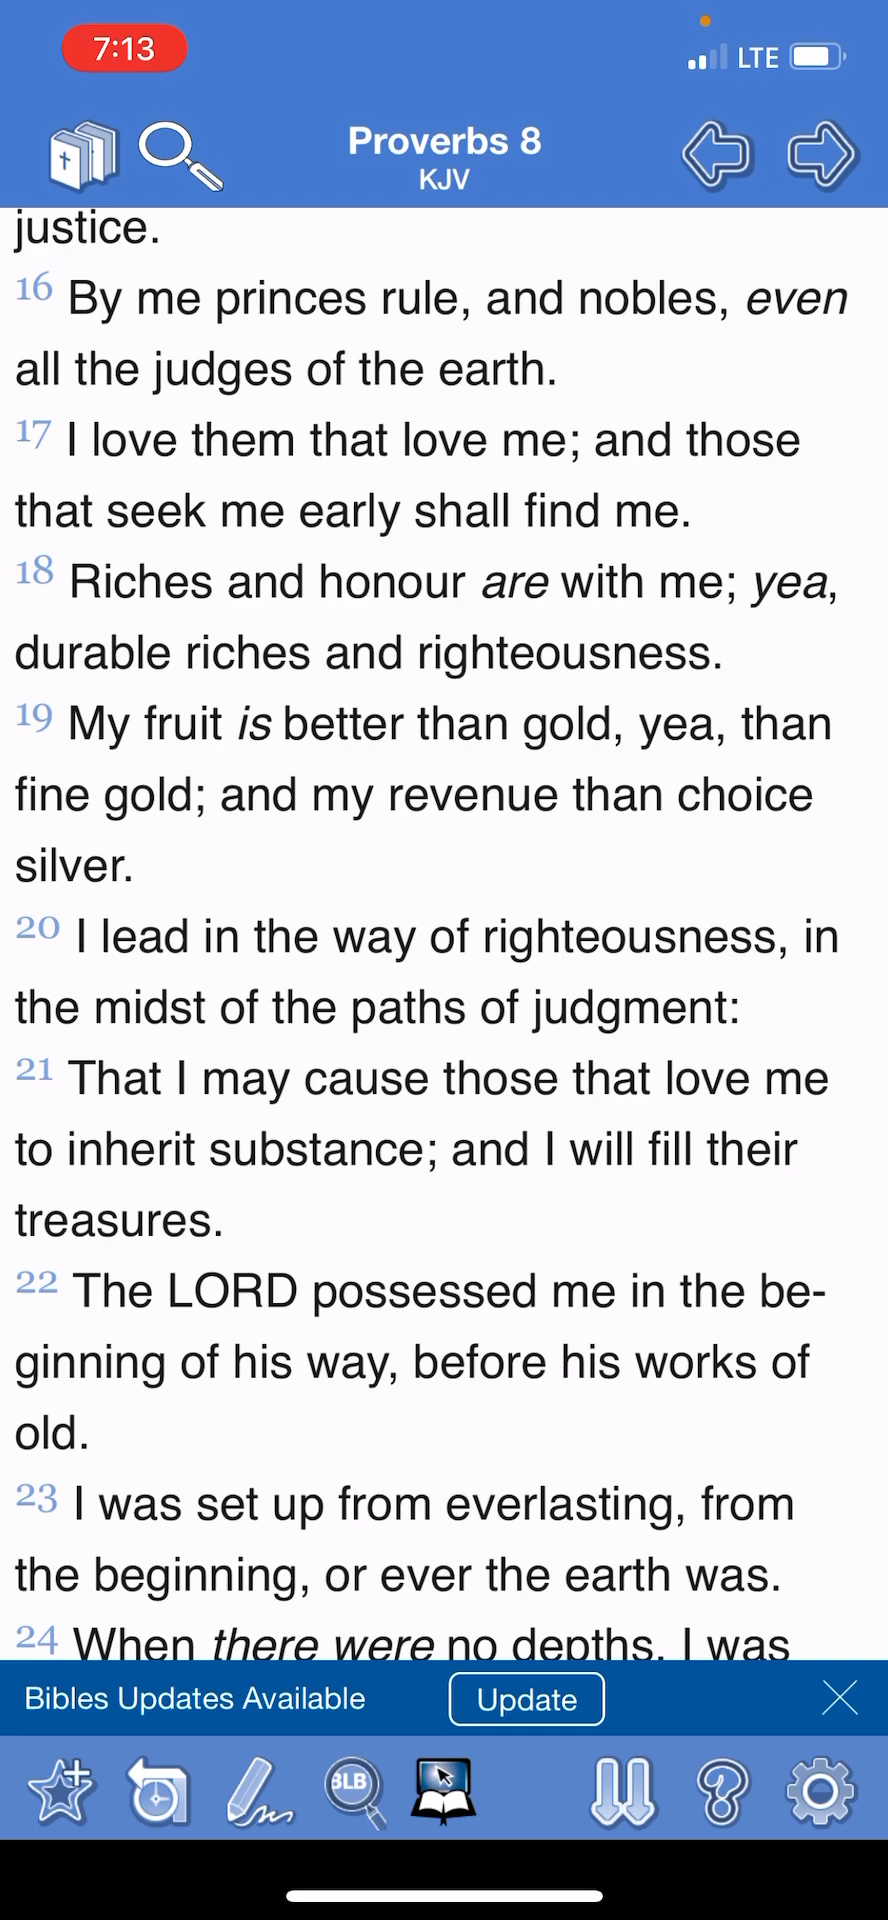 7:13
LTE
Proverbs 8
KJV
justice.
16 By me princes rule, and nobles, even
all the judges of the earth.
17 I love them that love me; and those
that seek me early shall find me.
18 Riches and honour are with me; yea,
durable riches and righteousness.
19 My fruit is better than gold, yea, than
fine gold; and my revenue than choice
silver.
20 I lead in the way of righteousness, in
the midst of the paths of judgment:
21 That I may cause those that love me
to inherit substance; and I will fill their
treasures.
22 The LORD possessed me in the be-
ginning of his way, before his works of
old.
23 I was set up from everlasting, from
the beginning, or ever the earth was.
24 When there were no depths, I was
Bibles Updates Available
Update
BLB